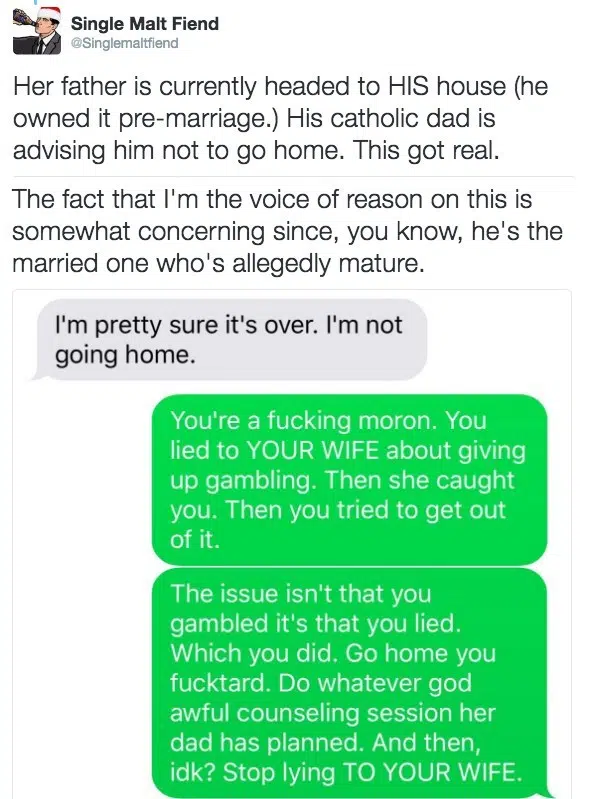 Single Malt Fiend
@Singlemaltfiend
Her father is currently headed to HIS house (he
owned it pre-marriage.) His catholic dad is
advising him not to go home. This got real.
The fact that I'm the voice of reason on this is
somewhat concerning since, you know, he's the
married one who's allegedly mature.
I'm pretty sure it's over. I'm not
going home.
You're a fucking moron. You
lied to YOUR WIFE about giving
up gambling. Then she caught
you. Then you tried to get out
of it.
The issue isn't that you
gambled it's that you lied.
Which you did. Go home you
fucktard. Do whatever god
awful counseling session her
dad has planned. And then,
idk? Stop lying TO YOUR WIFE.